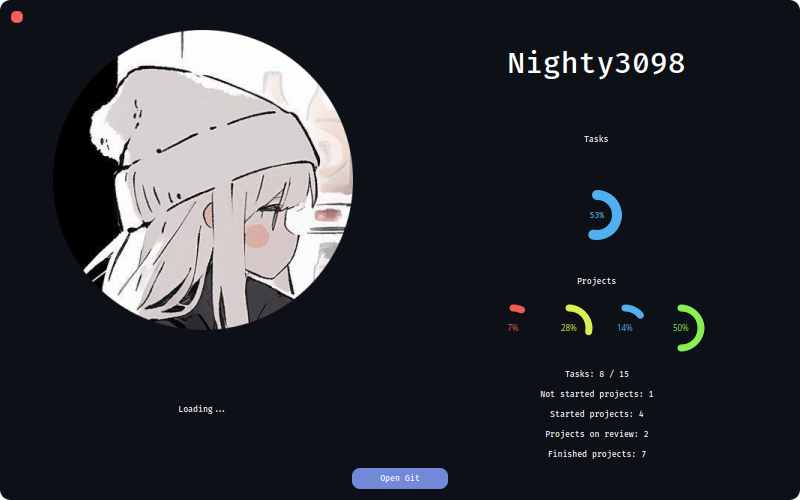 Nighty3098
Tasks
53%
Projects
7% 28% 14% 50%
Tasks: 8 / 15
Not started projects: 1
Started projects: 4
Projects on review: 2
Finished projects: 7
Loading...
Open Git